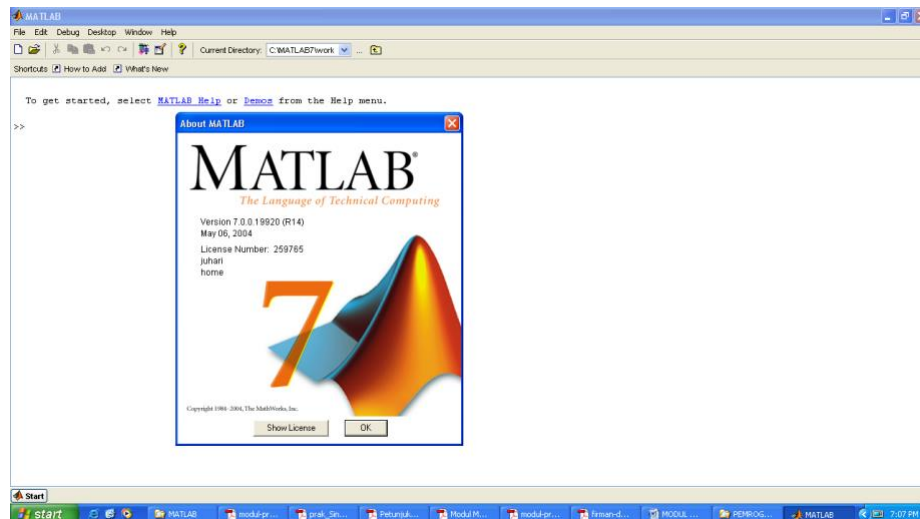 MATLAB
File Edit Debug Desktop Window Help
Current Directory: C:\MATLAB7\work
Shortcuts How to Add What's New
To get started, select MATLAB Help or Demos from the Help menu.
>>
About MATLAB
MATLAB®
The Language of Technical Computing
Version 7.0.0.19920 (R14)
May 06, 2004
License Number: 259765
juhari
home
7
Copyright 1984-2004, The MathWorks, Inc.
Show License OK
Start
start MATLAB modul-pr... prak_Sin... Petunjuk... Modul M... modul-pr... firman-d... MODUL ... PEMROG... MATLAB 7:07 PM